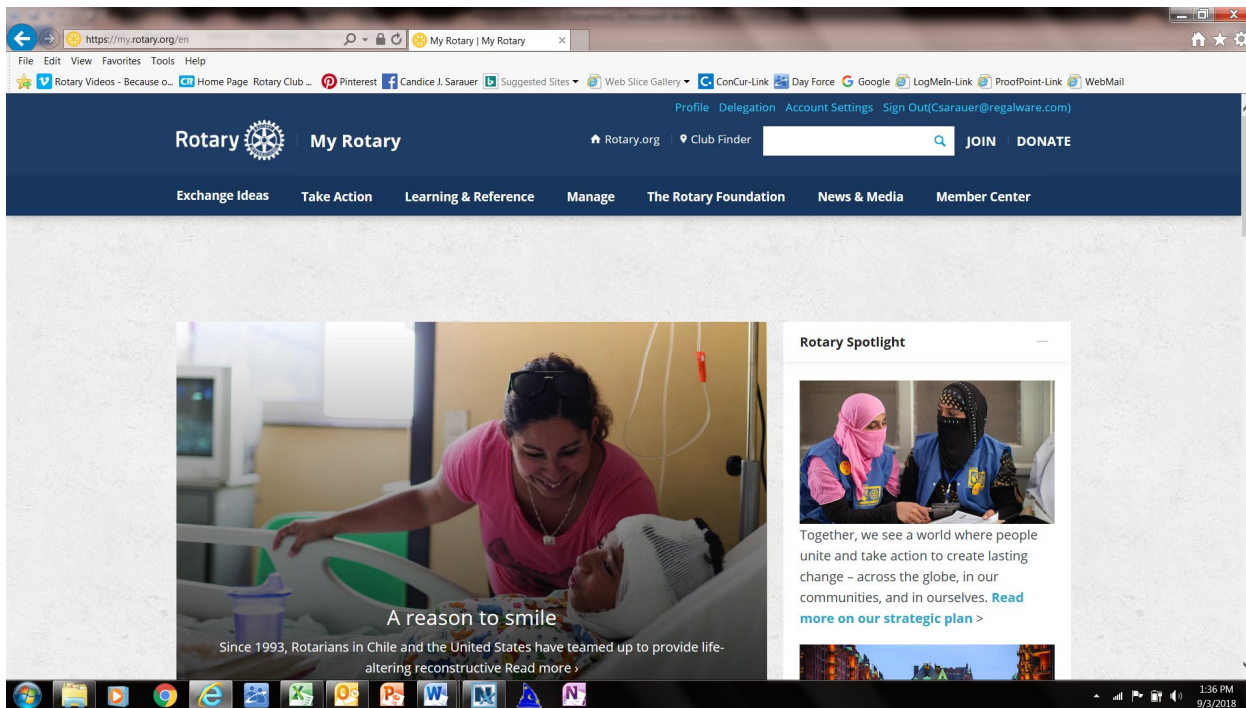 https://my.rotary.org/en
My Rotary | My Rotary
File Edit View Favorites Tools Help
Rotary Videos - Because o...
Home Page Rotary Club ...
Pinterest
Candice J. Sarauer
Suggested Sites
Web Slice Gallery
ConCur-Link
Day Force
Google
LogMeIn-Link
ProofPoint-Link
WebMail
Profile Delegation Account Settings Sign Out(Csarauer@regalware.com)
Rotary
My Rotary
Rotary.org
Club Finder
JOIN
DONATE
Exchange Ideas Take Action Learning & Reference Manage The Rotary Foundation News & Media Member Center
A reason to smile
Since 1993, Rotarians in Chile and the United States have teamed up to provide life-
altering reconstructive Read more ›
Rotary Spotlight
Together, we see a world where people
unite and take action to create lasting
change – across the globe, in our
communities, and in ourselves. Read
more on our strategic plan >
1:36 PM
9/3/2018